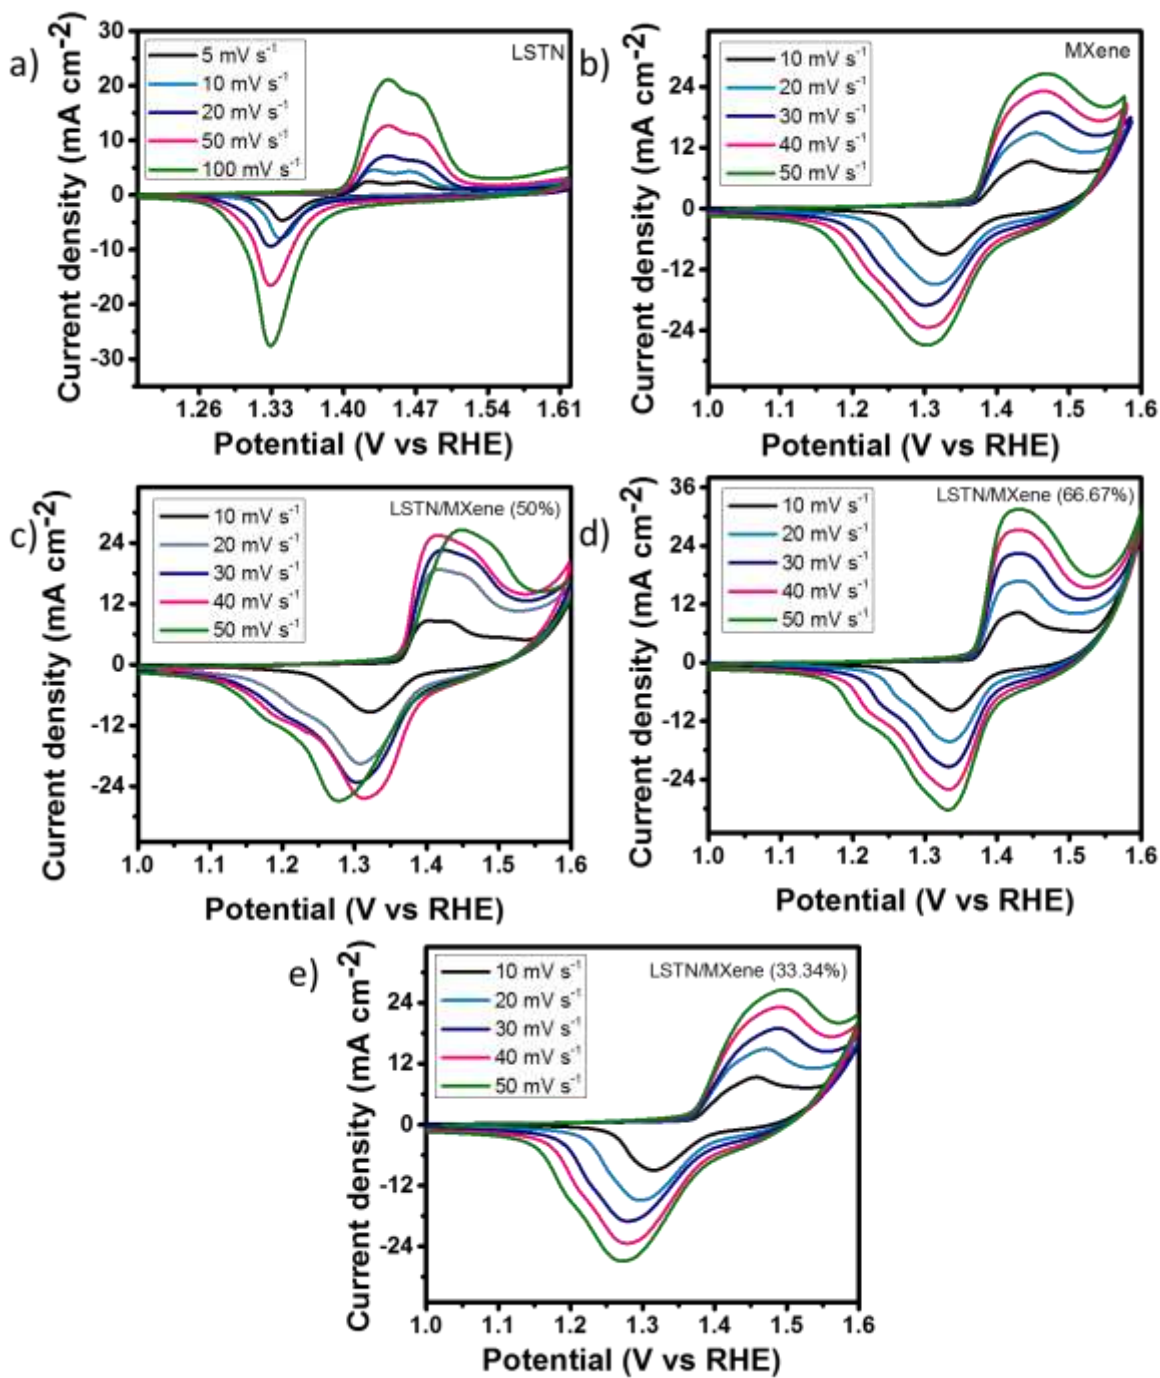 a)
LSTN
5 mV s⁻¹
10 mV s⁻¹
20 mV s⁻¹
50 mV s⁻¹
100 mV s⁻¹
Current density (mA cm⁻²)
30
20
10
0
-10
-20
-30
1.26 1.33 1.40 1.47 1.54 1.61
Potential (V vs RHE)
b)
MXene
10 mV s⁻¹
20 mV s⁻¹
30 mV s⁻¹
40 mV s⁻¹
50 mV s⁻¹
Current density (mA cm⁻²)
24
12
0
-12
-24
1.0 1.1 1.2 1.3 1.4 1.5 1.6
Potential (V vs RHE)
c)
LSTN/MXene (50%)
10 mV s⁻¹
20 mV s⁻¹
30 mV s⁻¹
40 mV s⁻¹
50 mV s⁻¹
Current density (mA cm⁻²)
24
12
0
-12
-24
1.0 1.1 1.2 1.3 1.4 1.5 1.6
Potential (V vs RHE)
d)
LSTN/MXene (66.67%)
10 mV s⁻¹
20 mV s⁻¹
30 mV s⁻¹
40 mV s⁻¹
50 mV s⁻¹
Current density (mA cm⁻²)
36
24
12
0
-12
-24
1.0 1.1 1.2 1.3 1.4 1.5 1.6
Potential (V vs RHE)
e)
LSTN/MXene (33.34%)
10 mV s⁻¹
20 mV s⁻¹
30 mV s⁻¹
40 mV s⁻¹
50 mV s⁻¹
Current density (mA cm⁻²)
24
12
0
-12
-24
1.0 1.1 1.2 1.3 1.4 1.5 1.6
Potential (V vs RHE)